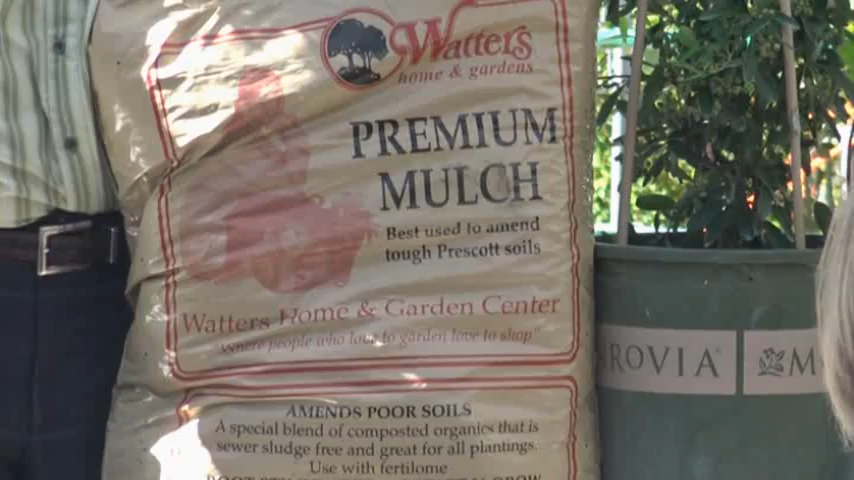 Watters
home & gardens
PREMIUM
MULCH
Best used to amend
tough Prescott soils
Watters Home & Garden Center
"Where people who love to garden love to shop"
AMENDS POOR SOILS
A special blend of composted organics that is
sewer sludge free and great for all plantings.
Use with fertilome
ROVIA
M